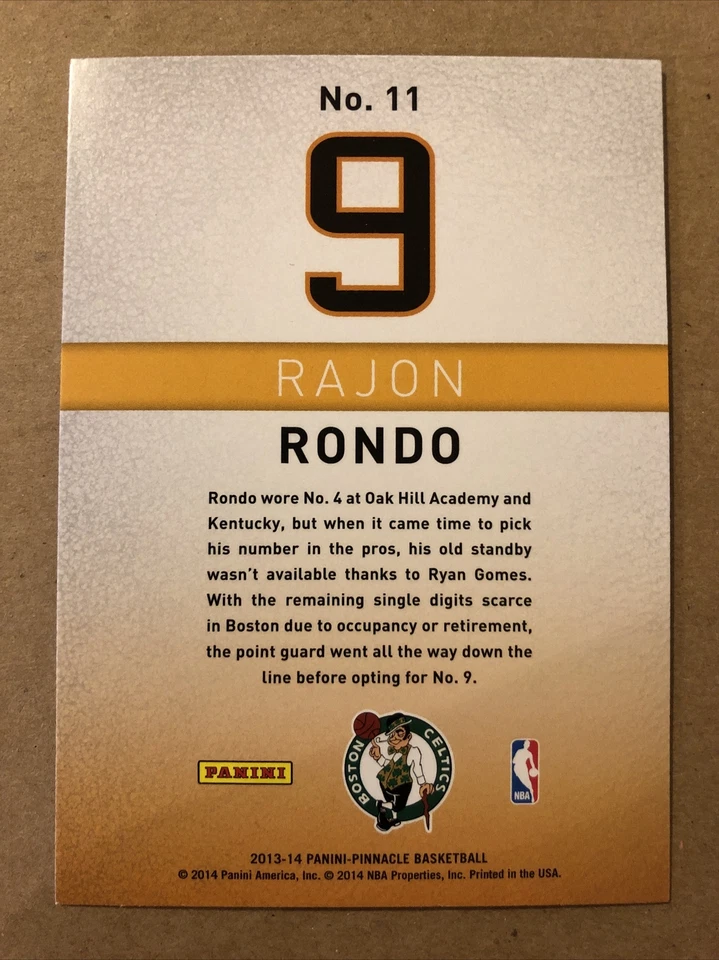 No. 11
9
RAJON
RONDO
Rondo wore No. 4 at Oak Hill Academy and
Kentucky, but when it came time to pick
his number in the pros, his old standby
wasn't available thanks to Ryan Gomes.
With the remaining single digits scarce
in Boston due to occupancy or retirement,
the point guard went all the way down the
line before opting for No. 9.
PANINI
BOSTON CELTICS
NBA
2013-14 PANINI-PINNACLE BASKETBALL
© 2014 Panini America, Inc. © 2014 NBA Properties, Inc. Printed in the USA.